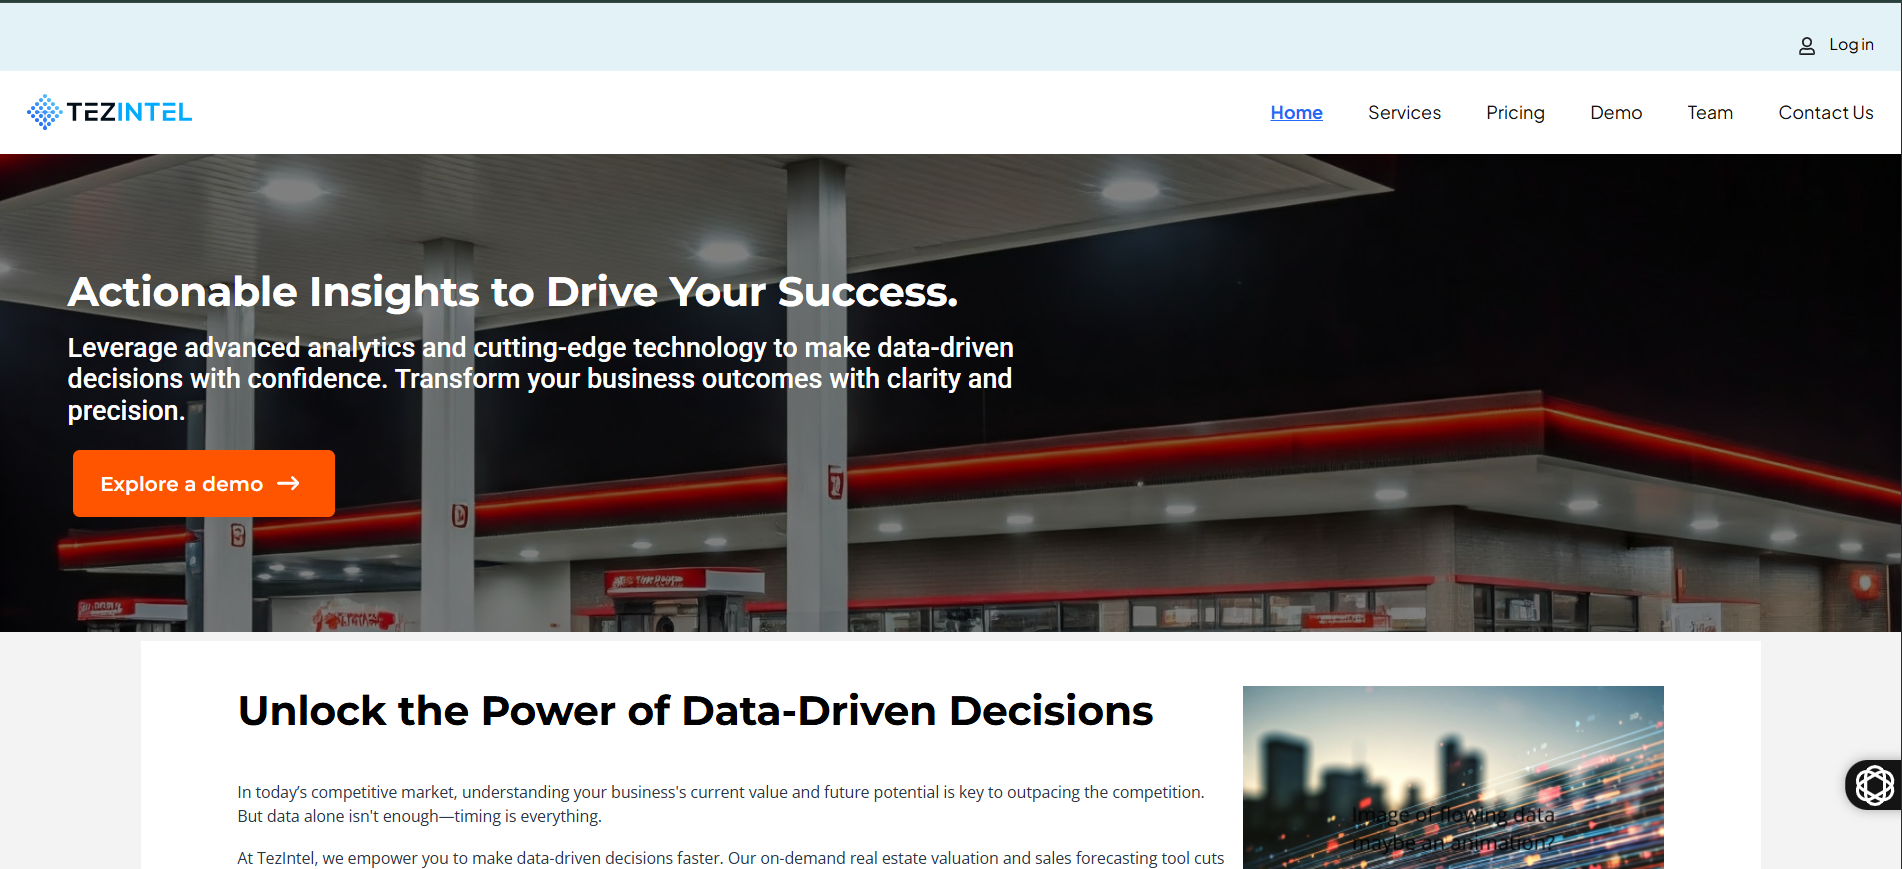 Log in
TEZINTEL
Home
Services
Pricing
Demo
Team
Contact Us
Actionable Insights to Drive Your Success.
Leverage advanced analytics and cutting-edge technology to make data-driven
decisions with confidence. Transform your business outcomes with clarity and
precision.
Explore a demo
Unlock the Power of Data-Driven Decisions
In today’s competitive market, understanding your business's current value and future potential is key to outpacing the competition.
But data alone isn't enough—timing is everything.
At TezIntel, we empower you to make data-driven decisions faster. Our on-demand real estate valuation and sales forecasting tool cuts
Image of flowing data
maybe an animation?